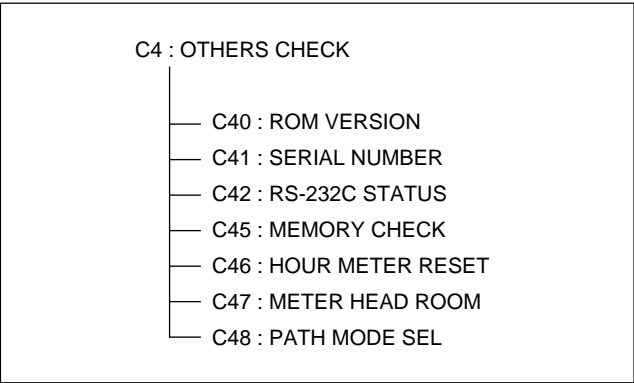 C4 : OTHERS CHECK
C40 : ROM VERSION
C41 : SERIAL NUMBER
C42 : RS-232C STATUS
C45 : MEMORY CHECK
C46 : HOUR METER RESET
C47 : METER HEAD ROOM
C48 : PATH MODE SEL